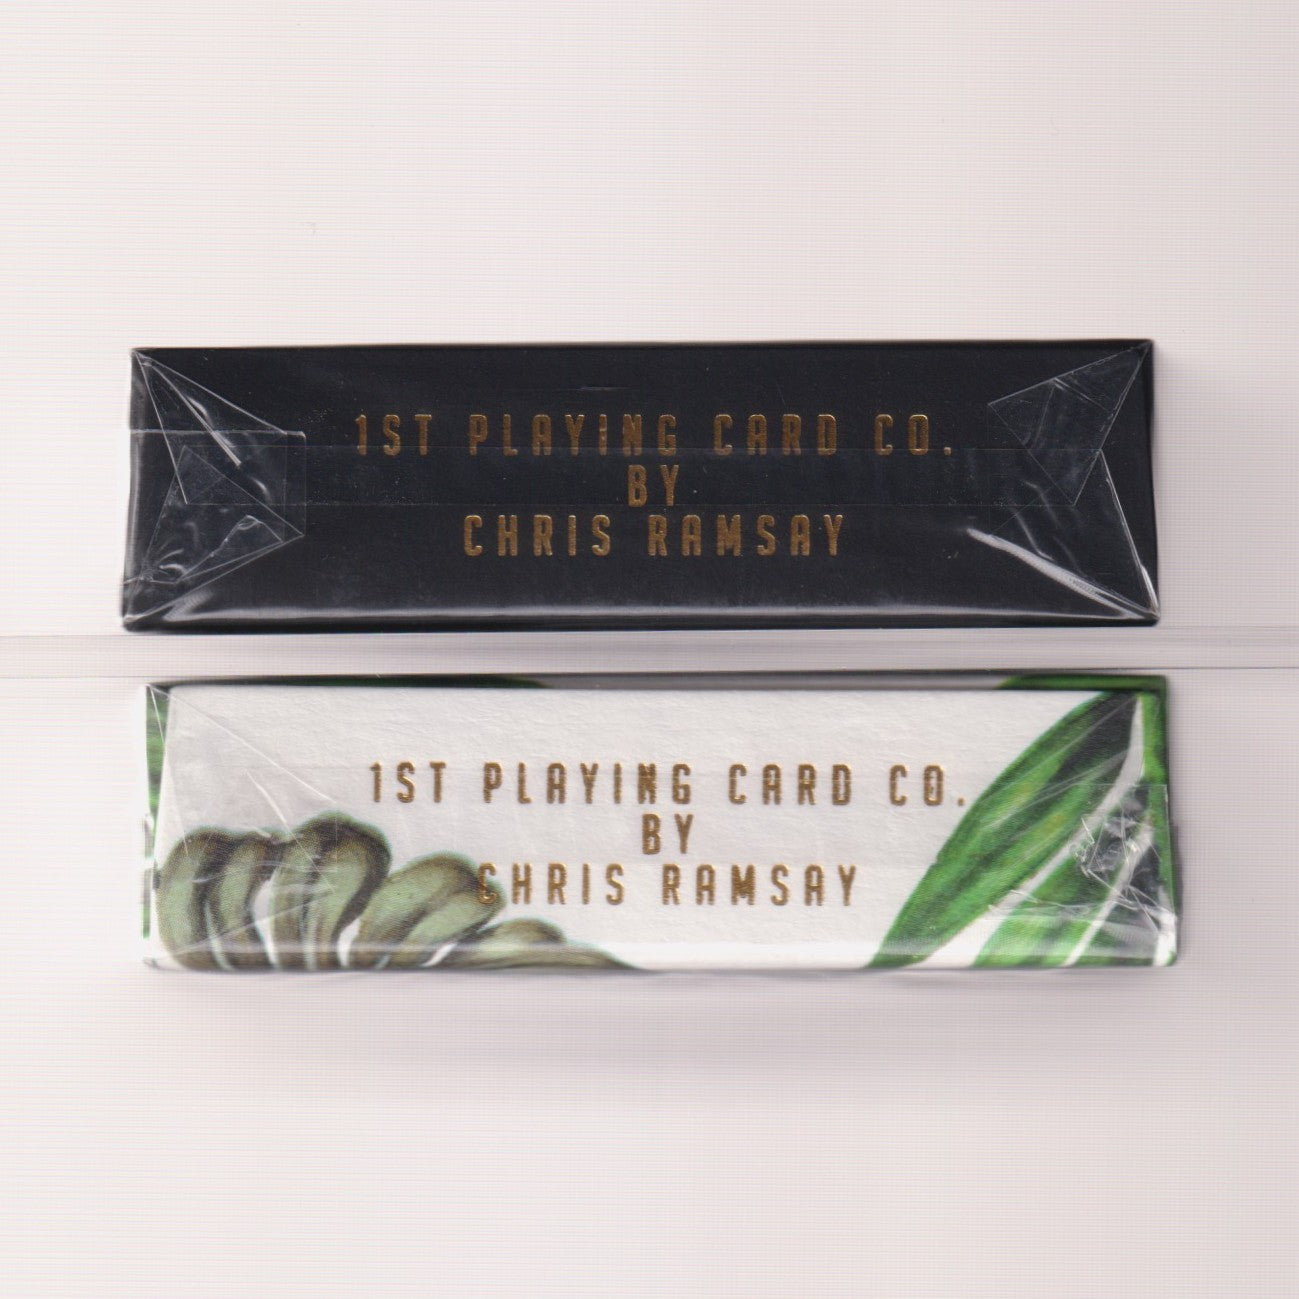 1ST PLAYING CARD CO.
BY
CHRIS RAMSAY
1ST PLAYING CARD CO.
BY
CHRIS RAMSAY